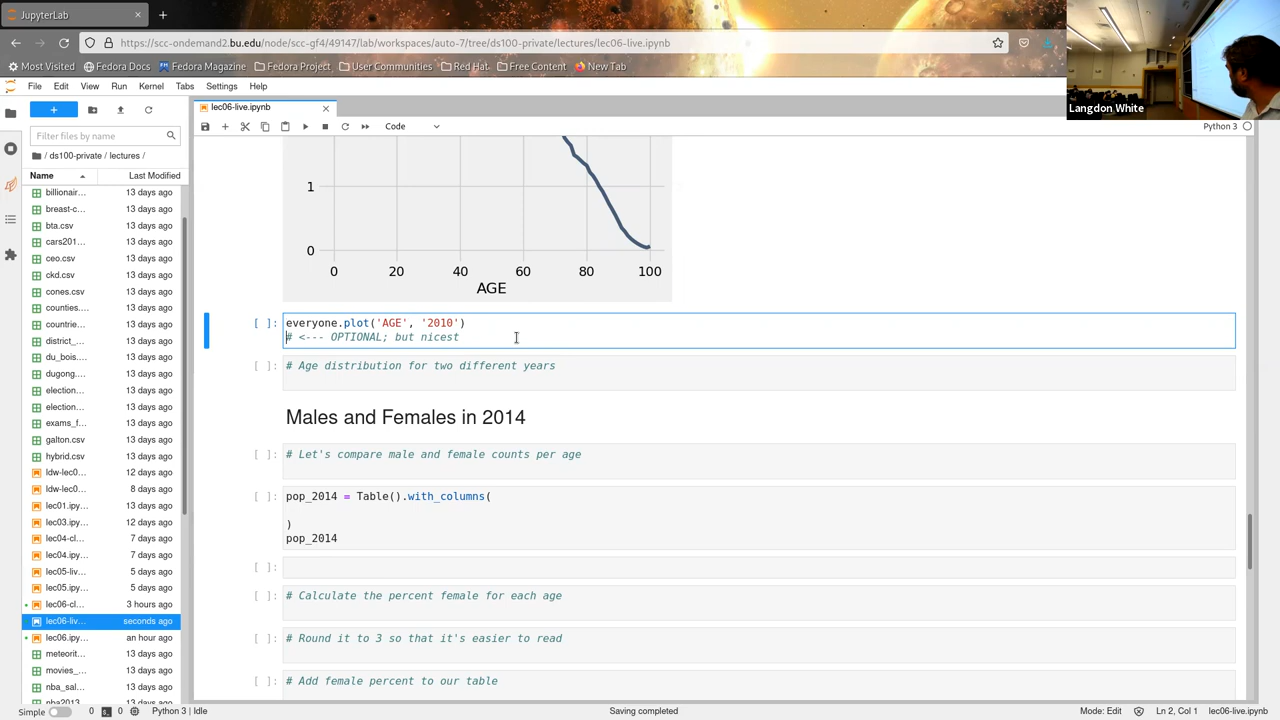 JupyterLab
https://scc-ondemand2.bu.edu/node/scc-gf4/49147/lab/workspaces/auto-7/tree/ds100-private/lectures/lec06-live.ipynb
Most Visited
Fedora Docs
Fedora Magazine
Fedora Project
User Communities
Red Hat
Free Content
New Tab
Langdon White
File Edit View Run Kernel Tabs Settings Help
lec06-live.ipynb
Code
Python 3
Filter files by name
/ ds100-private / lectures /
Name Last Modified
billionair... 13 days ago
breast-c... 13 days ago
bta.csv 13 days ago
cars201... 13 days ago
ceo.csv 13 days ago
ckd.csv 13 days ago
cones.csv 13 days ago
counties.... 13 days ago
countrie... 13 days ago
district_... 13 days ago
du_bois.... 13 days ago
dugong.... 13 days ago
election... 13 days ago
election... 13 days ago
exams_f... 13 days ago
galton.csv 13 days ago
hybrid.csv 13 days ago
ldw-lec0... 12 days ago
ldw-lec0... 8 days ago
lec01.ipy... 13 days ago
lec03.ipy... 12 days ago
lec04-cl... 7 days ago
lec04.ipy... 7 days ago
lec05-liv... 5 days ago
lec05.ipy... 5 days ago
lec06-cl... 3 hours ago
lec06-liv... seconds ago
lec06.ipy... an hour ago
meteorit... 13 days ago
movies_... 13 days ago
nba_sal... 13 days ago
nba2013... 13 days ago
1
0
0 20 40 60 80 100
AGE
[ ]: everyone.plot('AGE', '2010')
# <--- OPTIONAL; but nicest
[ ]: # Age distribution for two different years
Males and Females in 2014
[ ]: # Let's compare male and female counts per age
[ ]: pop_2014 = Table().with_columns(
)
pop_2014
[ ]:
[ ]: # Calculate the percent female for each age
[ ]: # Round it to 3 so that it's easier to read
[ ]: # Add female percent to our table
Simple 0 0 Python 3 | Idle Saving completed Mode: Edit Ln 2, Col 1 lec06-live.ipynb